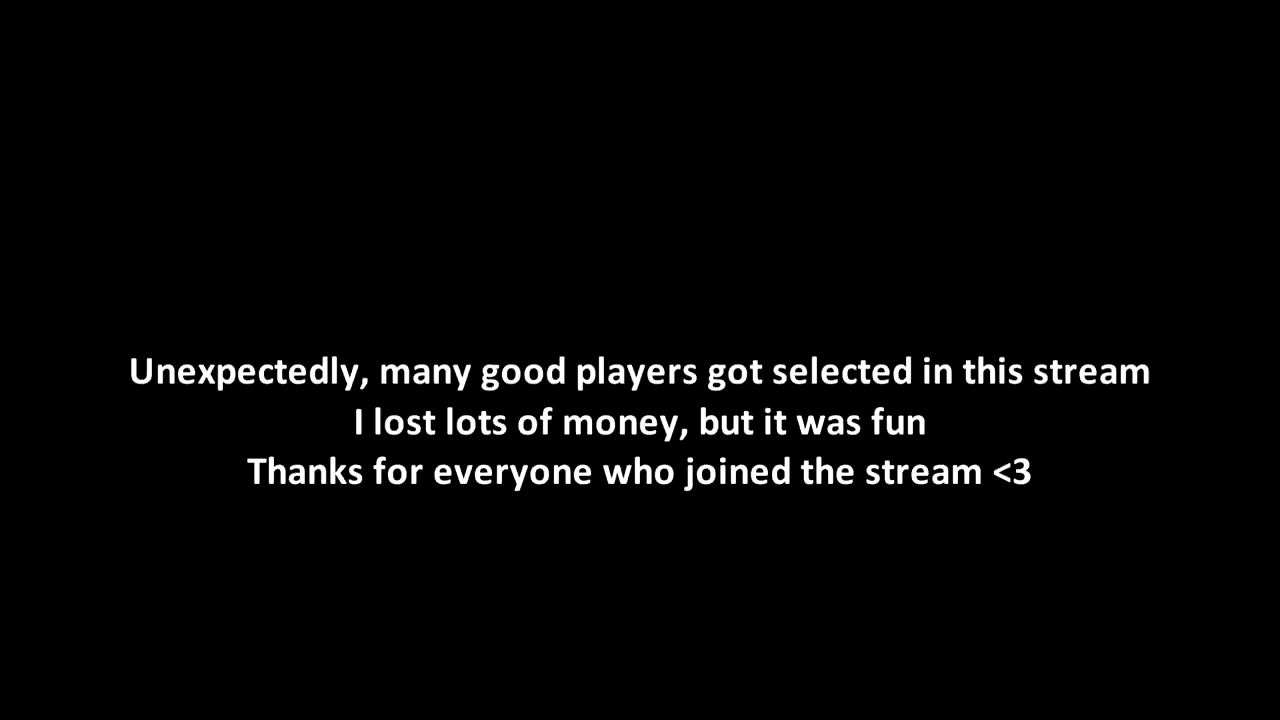 Unexpectedly, many good players got selected in this stream
I lost lots of money, but it was fun
Thanks for everyone who joined the stream <3